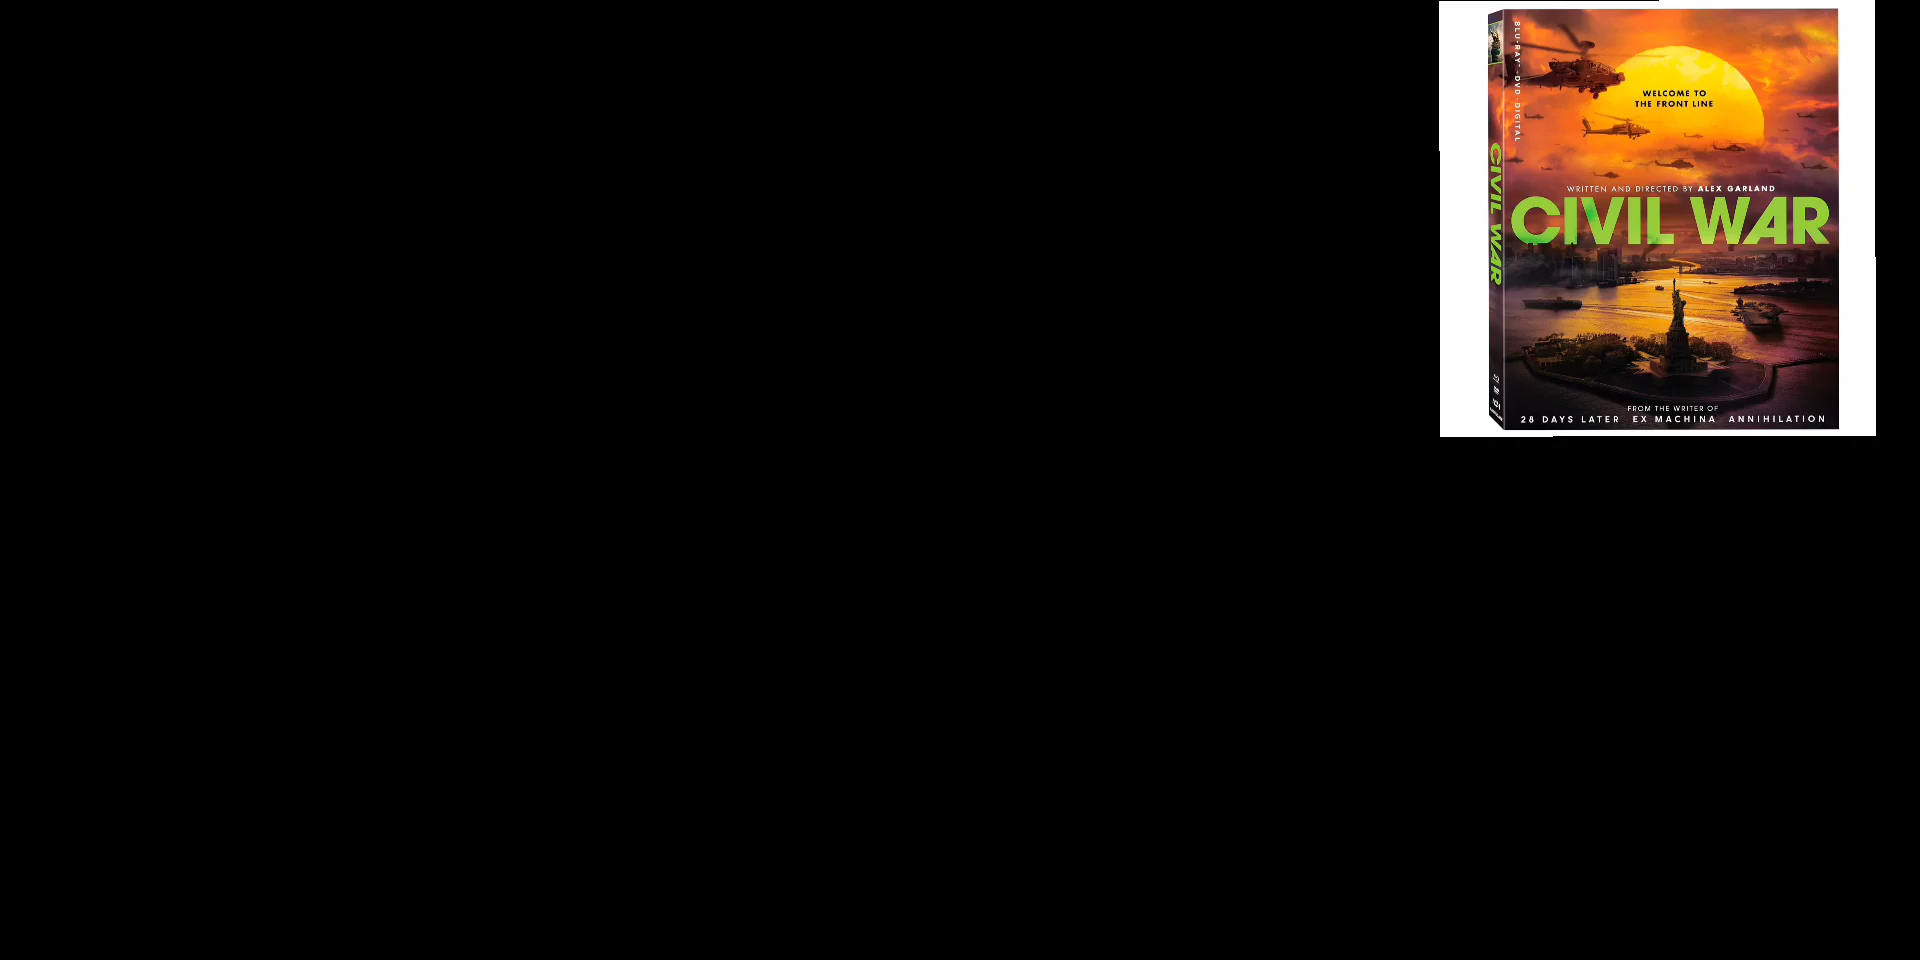 BLU-RAY · DVD · DIGITAL
WELCOME TO
THE FRONT LINE
WRITTEN AND DIRECTED BY ALEX GARLAND
CIVIL WAR
CIVIL WAR
FROM THE WRITER OF
28 DAYS LATER EX MACHINA ANNIHILATION